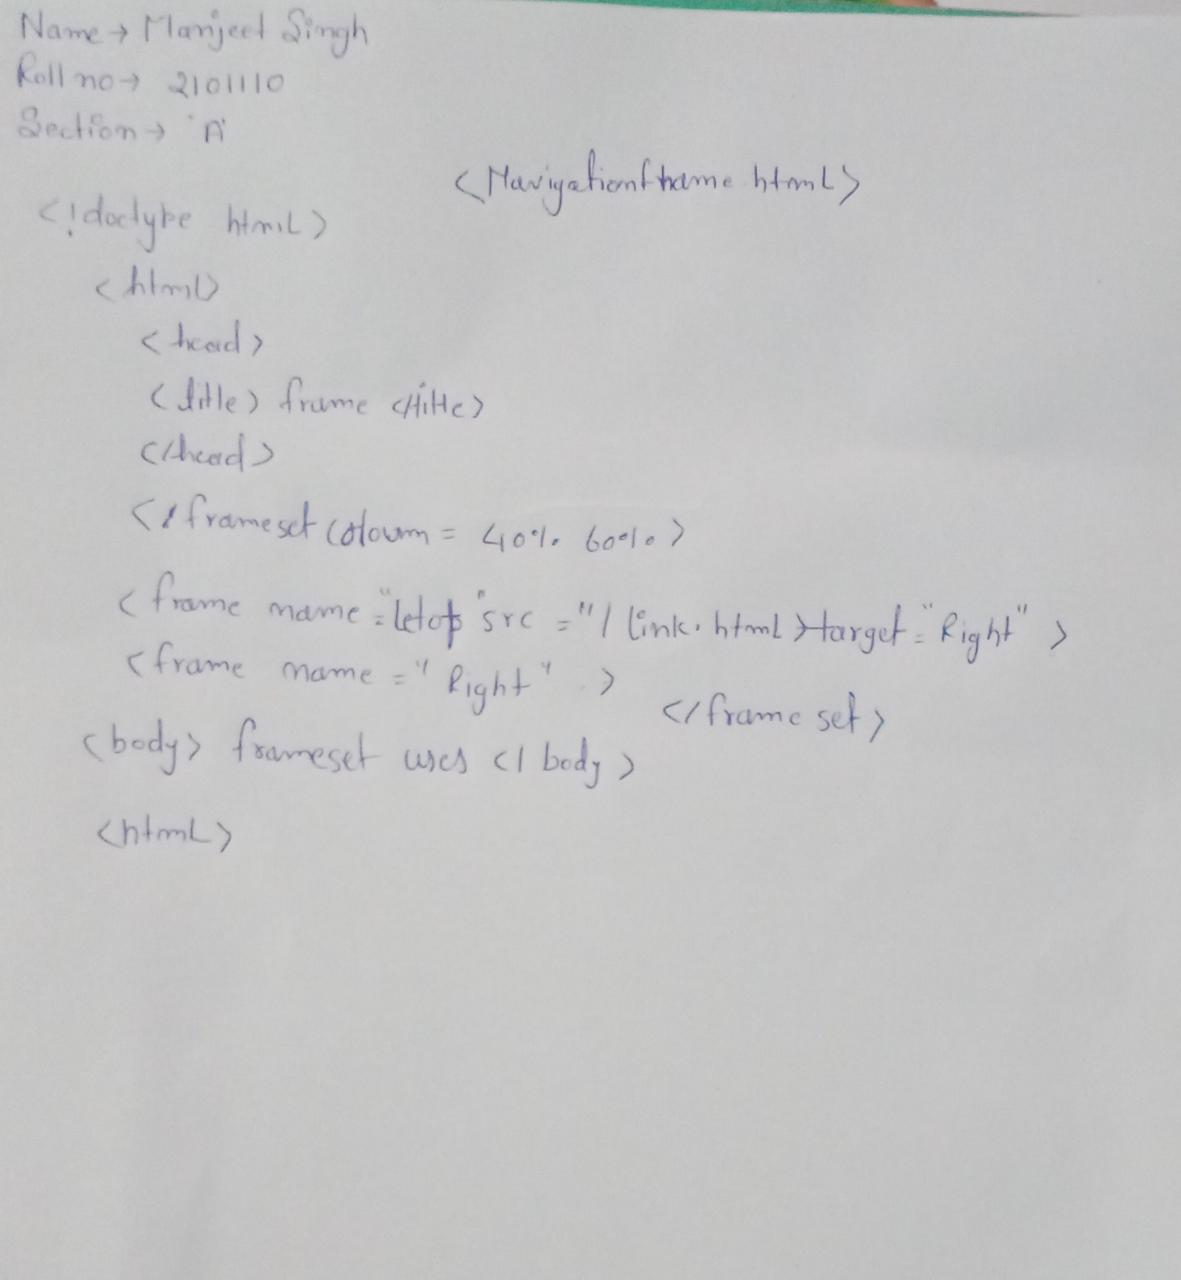 Name → Manjeet Singh
Roll no → 2101110
Section → 'A'
<Navigationframe html>
<!doctype html>
<html>
<head>
<title> frame </title>
</head>
</frameset coloum = 40% 60%>
<frame name = "letop" src = "/ link.html > target = "Right" >
<frame name = "Right" >
</frame set>
<body> frameset uses </ body>
<html>